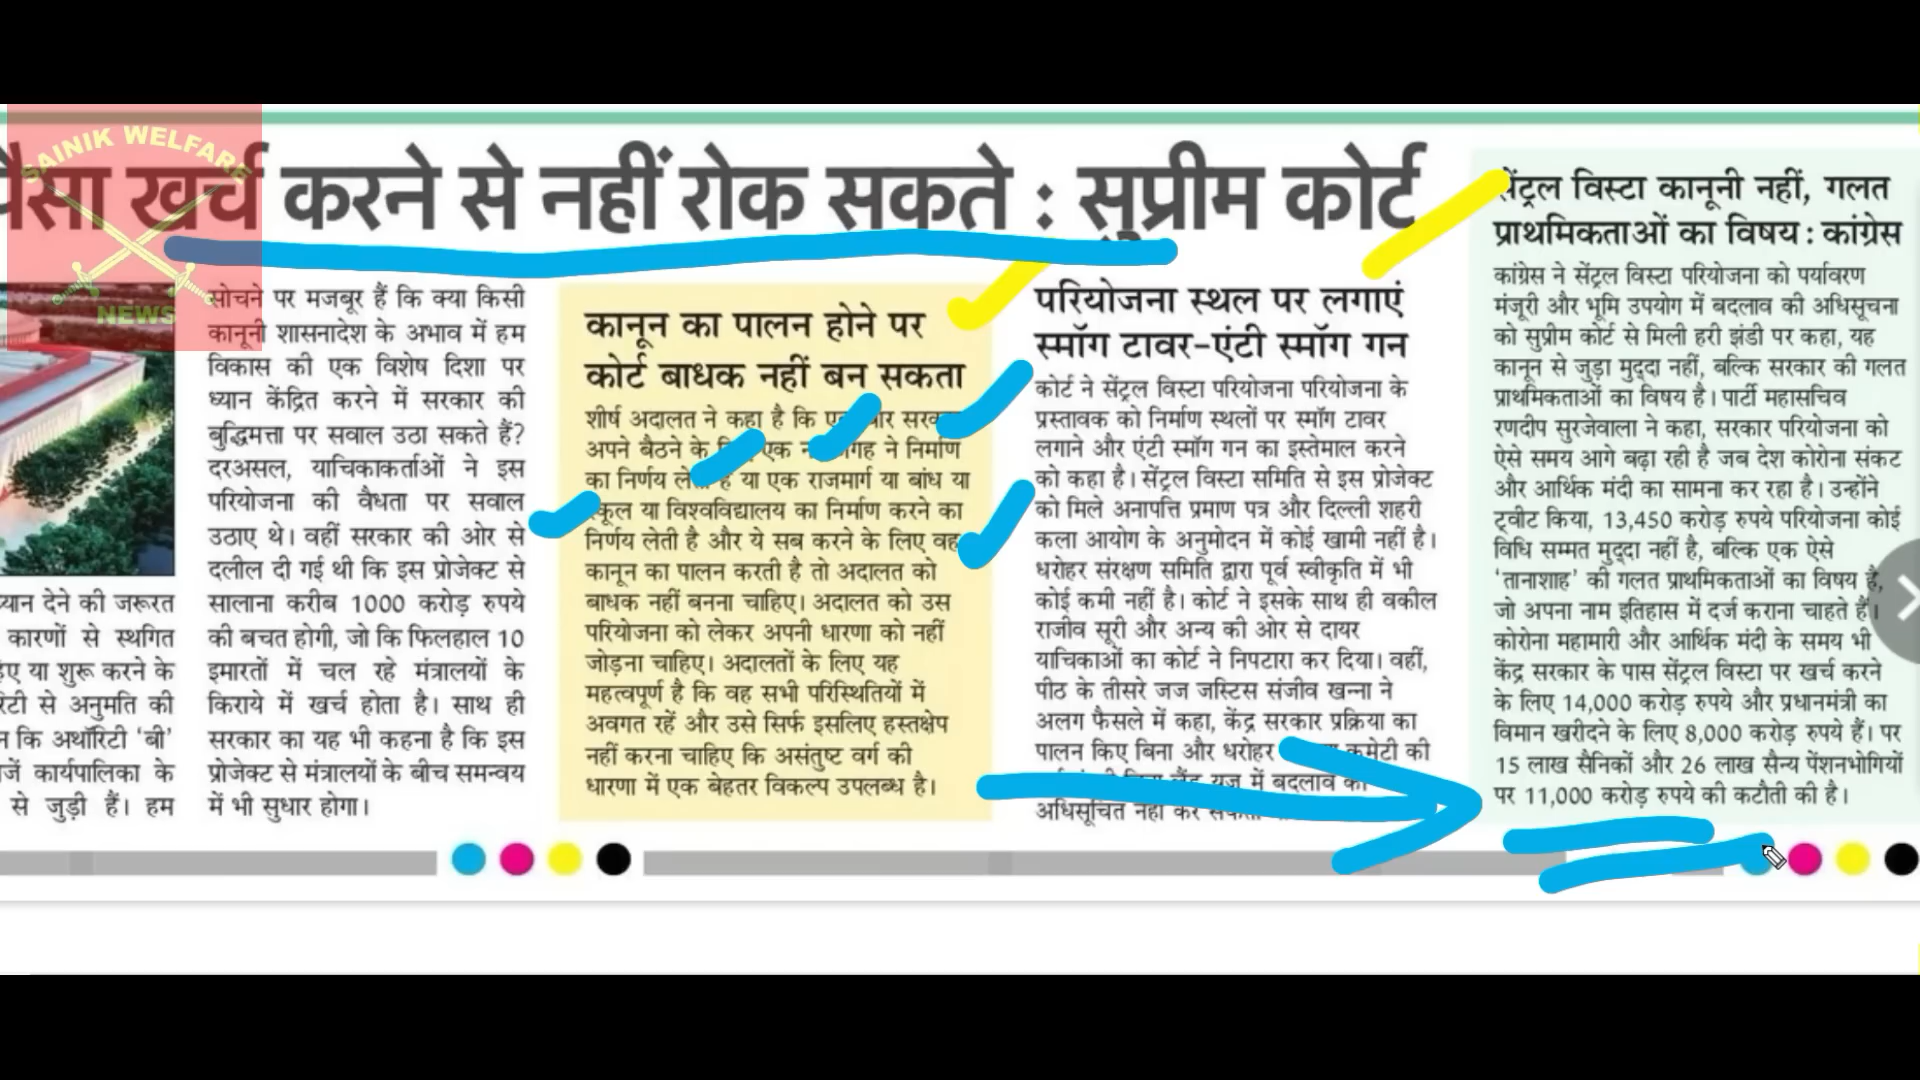 SAINIK WELFARE
NEWS
पैसा खर्च करने से नहीं रोक सकते : सुप्रीम कोर्ट
ध्यान देने की जरूरत
कारणों से स्थगित
या शुरू करने के
से अनुमति की
कि अथॉरिटी ‘बी’
कार्यपालिका के
से जुड़ी हैं। हम
सोचने पर मजबूर हैं कि क्या किसी
कानूनी शासनादेश के अभाव में हम
विकास की एक विशेष दिशा पर
ध्यान केंद्रित करने में सरकार की
बुद्धिमत्ता पर सवाल उठा सकते हैं?
दरअसल, याचिकाकर्ताओं ने इस
परियोजना की वैधता पर सवाल
उठाए थे। वहीं सरकार की ओर से
दलील दी गई थी कि इस प्रोजेक्ट से
सालाना करीब 1000 करोड़ रुपये
की बचत होगी, जो कि फिलहाल 10
इमारतों में चल रहे मंत्रालयों के
किराये में खर्च होता है। साथ ही
सरकार का यह भी कहना है कि इस
प्रोजेक्ट से मंत्रालयों के बीच समन्वय
में भी सुधार होगा।
कानून का पालन होने पर
कोर्ट बाधक नहीं बन सकता
शीर्ष अदालत ने कहा है कि
अपने बैठने के एक ने निर्माण
का निर्णय है या एक राजमार्ग या बांध या
स्कूल या विश्वविद्यालय का निर्माण करने का
निर्णय लेती है और ये सब करने के लिए वह
कानून का पालन करती है तो अदालत को
बाधक नहीं बनना चाहिए। अदालत को उस
परियोजना को लेकर अपनी धारणा को नहीं
जोड़ना चाहिए। अदालतों के लिए यह
महत्वपूर्ण है कि वह सभी परिस्थितियों में
अवगत रहें और उसे सिर्फ इसलिए हस्तक्षेप
नहीं करना चाहिए कि असंतुष्ट वर्ग की
धारणा में एक बेहतर विकल्प उपलब्ध है।
परियोजना स्थल पर लगाएं
स्मॉग टावर-एंटी स्मॉग गन
कोर्ट ने सेंट्रल विस्टा परियोजना परियोजना के
प्रस्तावक को निर्माण स्थलों पर स्मॉग टावर
लगाने और एंटी स्मॉग गन का इस्तेमाल करने
को कहा है। सेंट्रल विस्टा समिति से इस प्रोजेक्ट
को मिले अनापत्ति प्रमाण पत्र और दिल्ली शहरी
कला आयोग के अनुमोदन में कोई खामी नहीं है।
धरोहर संरक्षण समिति द्वारा पूर्व स्वीकृति में भी
कोई कमी नहीं है। कोर्ट ने इसके साथ ही वकील
राजीव सूरी और अन्य की ओर से दायर
याचिकाओं का कोर्ट ने निपटारा कर दिया। वहीं,
पीठ के तीसरे जज जस्टिस संजीव खन्ना ने
अलग फैसले में कहा, केंद्र सरकार प्रक्रिया का
पालन किए बिना और धरोहर कमेटी की
में बदलाव को
अधिसूचित नहीं कर
सेंट्रल विस्टा कानूनी नहीं, गलत
प्राथमिकताओं का विषय : कांग्रेस
कांग्रेस ने सेंट्रल विस्टा परियोजना को पर्यावरण
मंजूरी और भूमि उपयोग में बदलाव की अधिसूचना
को सुप्रीम कोर्ट से मिली हरी झंडी पर कहा, यह
कानून से जुड़ा मुद्दा नहीं, बल्कि सरकार की गलत
प्राथमिकताओं का विषय है। पार्टी महासचिव
रणदीप सुरजेवाला ने कहा, सरकार परियोजना को
ऐसे समय आगे बढ़ा रही है जब देश कोरोना संकट
और आर्थिक मंदी का सामना कर रहा है। उन्होंने
ट्वीट किया, 13,450 करोड़ रुपये परियोजना कोई
विधि सम्मत मुद्दा नहीं है, बल्कि एक ऐसे
‘तानाशाह’ की गलत प्राथमिकताओं का विषय है,
जो अपना नाम इतिहास में दर्ज कराना चाहते हैं।
कोरोना महामारी और आर्थिक मंदी के समय भी
केंद्र सरकार के पास सेंट्रल विस्टा पर खर्च करने
के लिए 14,000 करोड़ रुपये और प्रधानमंत्री का
विमान खरीदने के लिए 8,000 करोड़ रुपये हैं। पर
15 लाख सैनिकों और 26 लाख सैन्य पेंशनभोगियों
पर 11,000 करोड़ रुपये की कटौती की है।